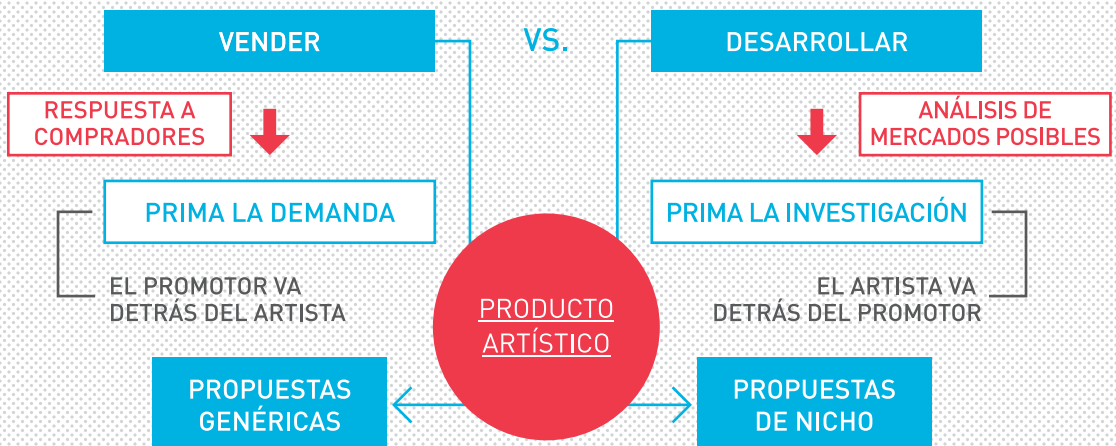 VENDER
VS.
DESARROLLAR
RESPUESTA A
COMPRADORES
ANÁLISIS DE
MERCADOS POSIBLES
PRIMA LA DEMANDA
PRIMA LA INVESTIGACIÓN
EL PROMOTOR VA
DETRÁS DEL ARTISTA
EL ARTISTA VA
DETRÁS DEL PROMOTOR
PRODUCTO
ARTÍSTICO
PROPUESTAS
GENÉRICAS
PROPUESTAS
DE NICHO